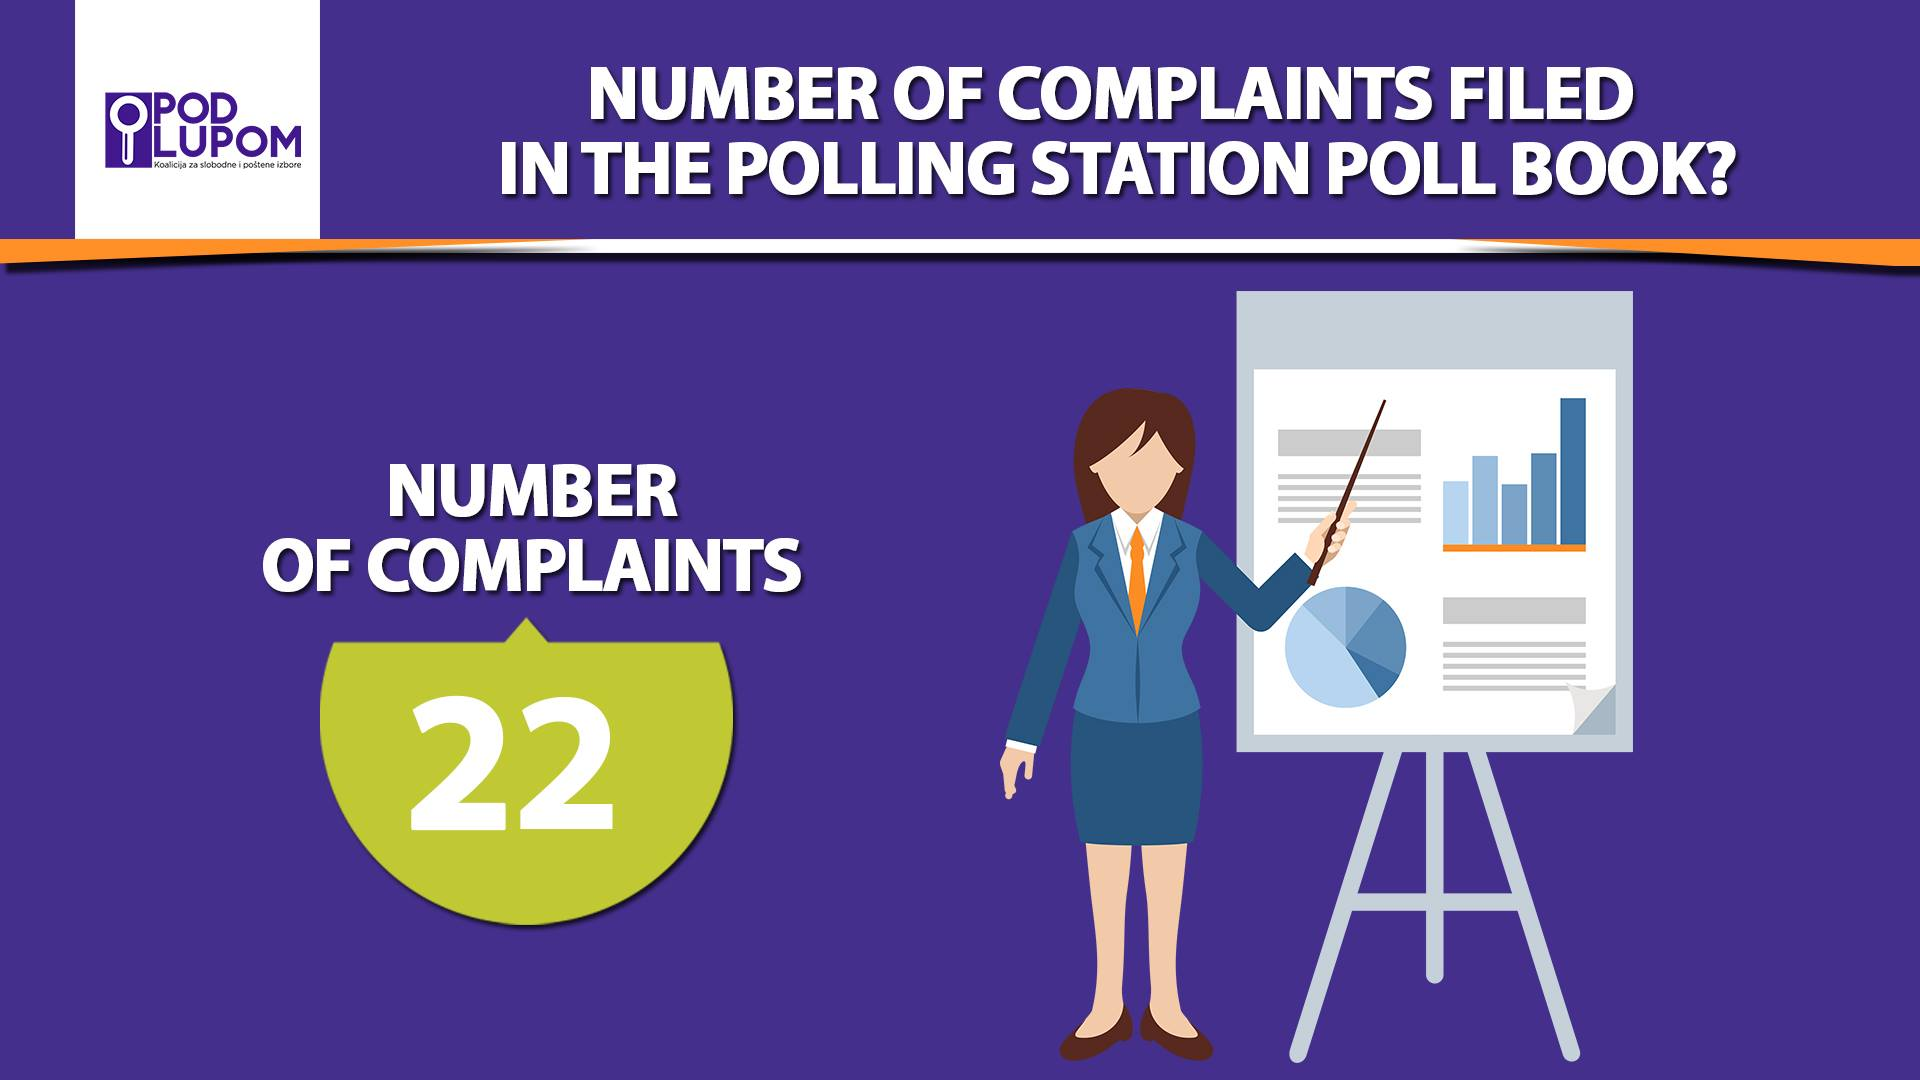 POD
LUPOM
Koalicija za slobodne i poštene izbore
NUMBER OF COMPLAINTS FILED
IN THE POLLING STATION POLL BOOK?
NUMBER
OF COMPLAINTS
22